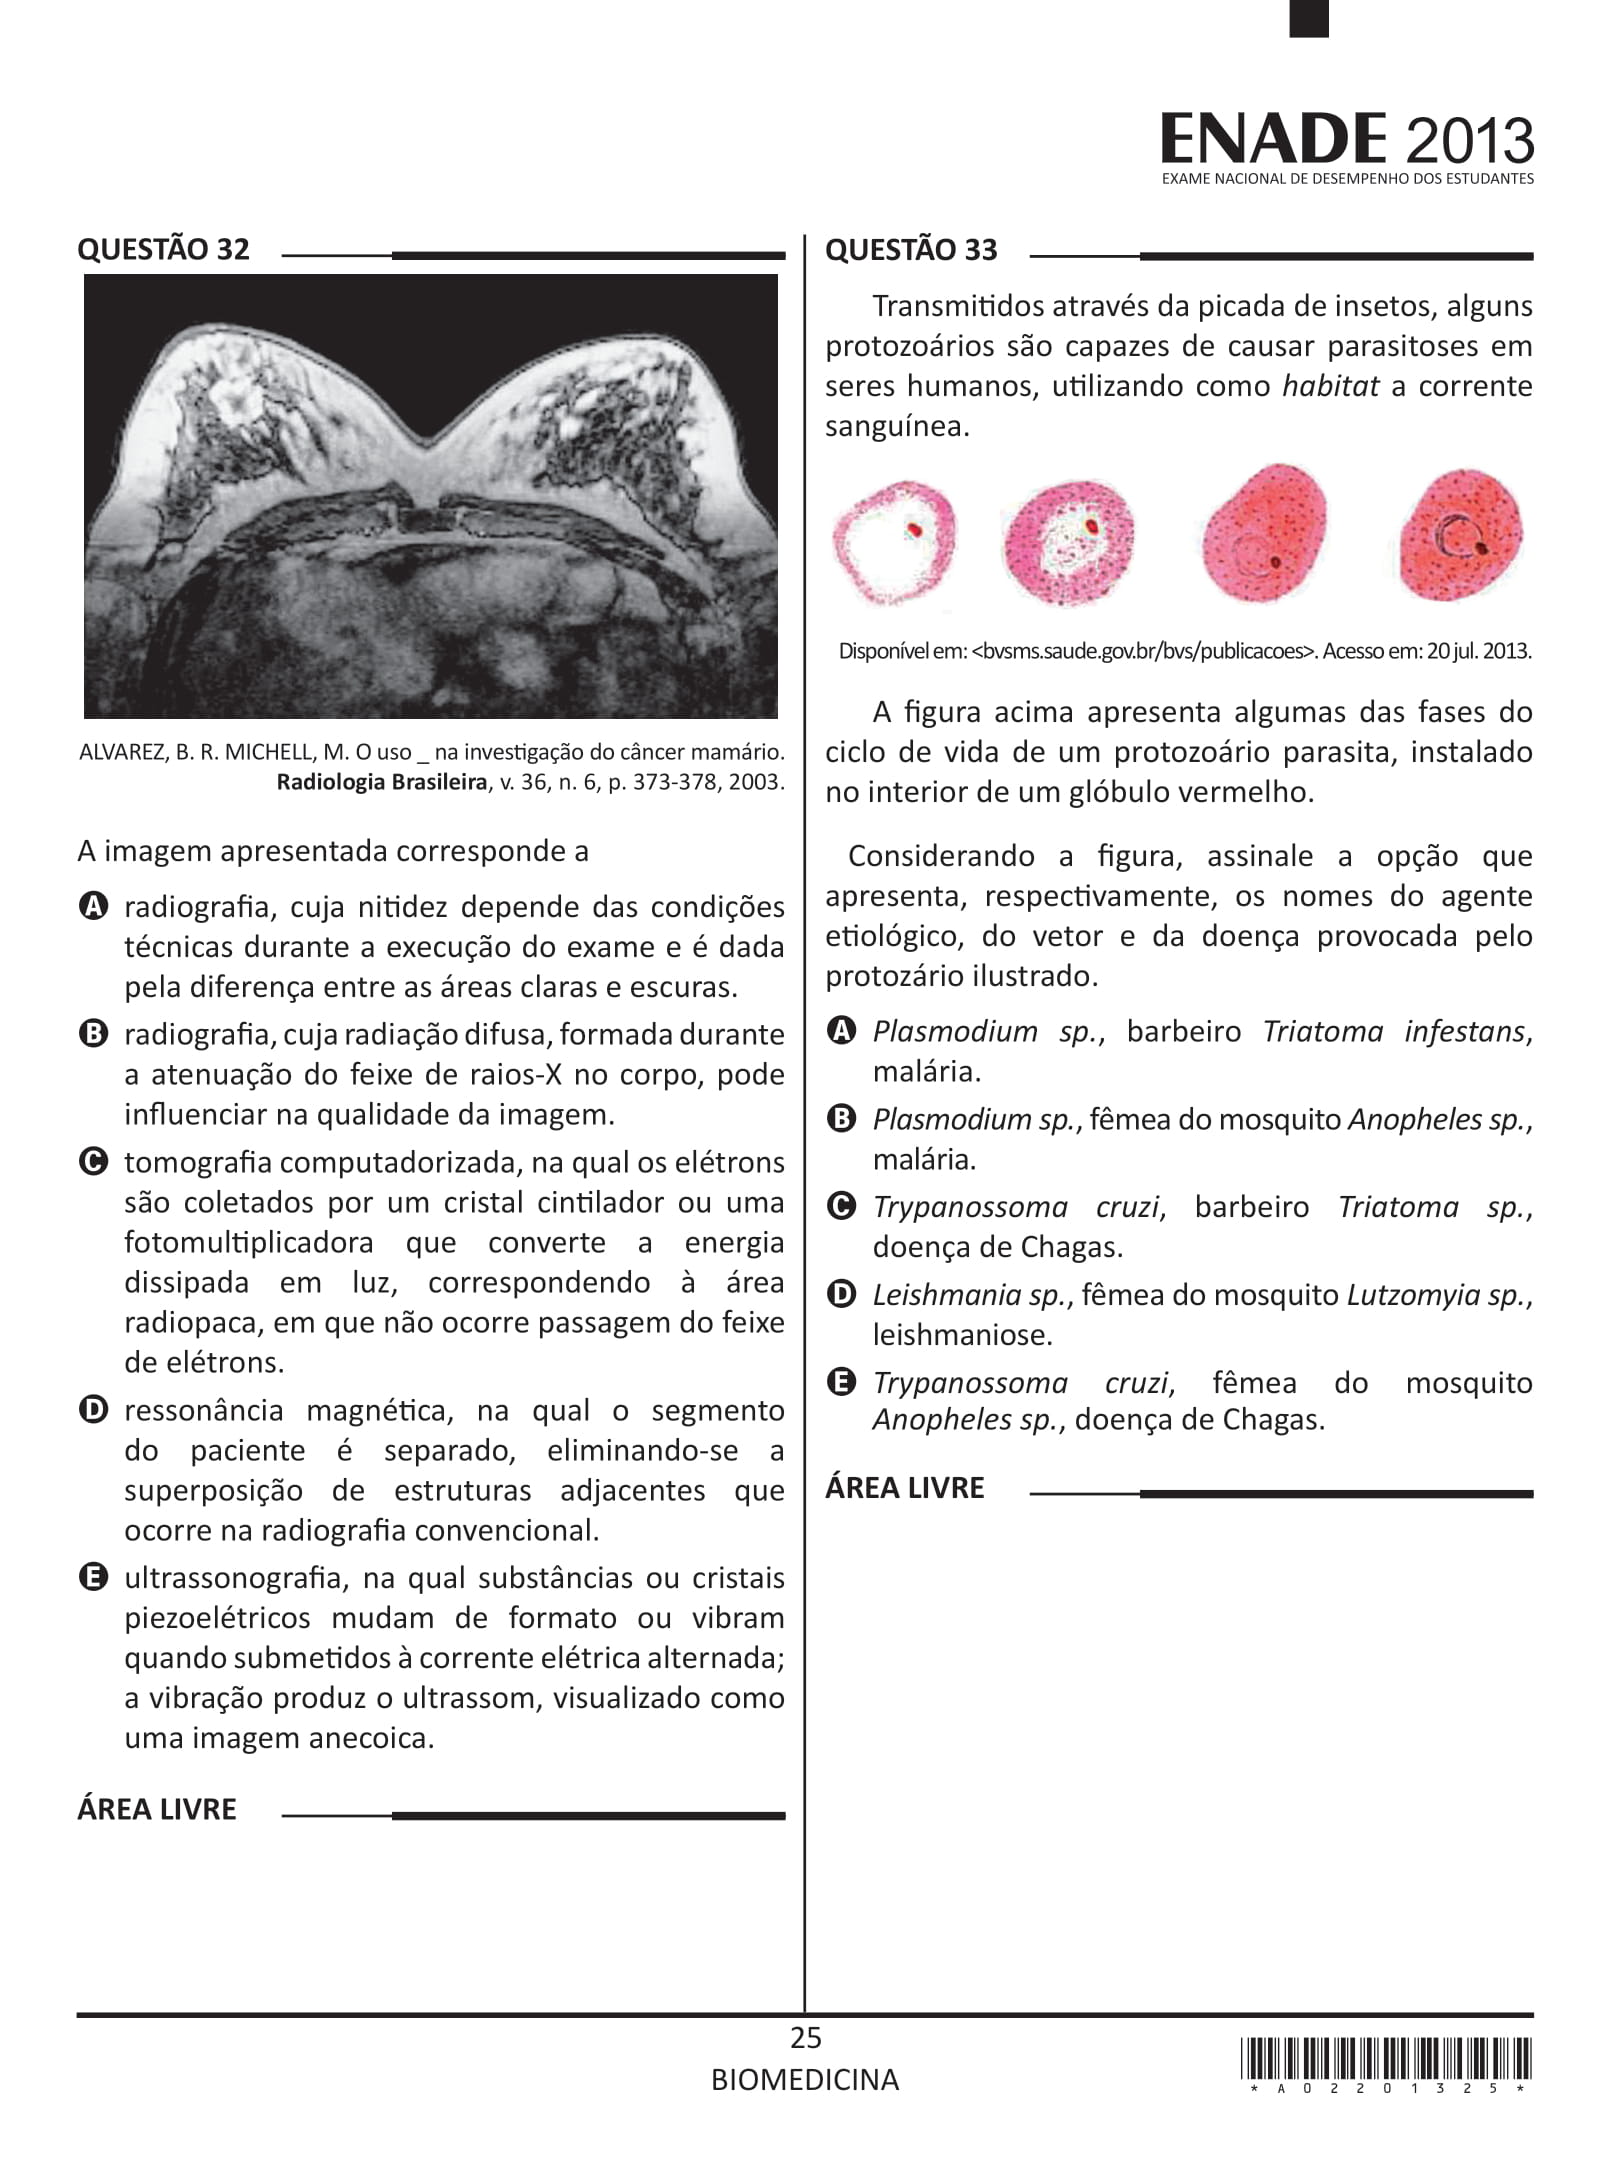 ENADE 2013
EXAME NACIONAL DE DESEMPENHO DOS ESTUDANTES
QUESTÃO 32
ALVAREZ, B. R. MICHELL, M. O uso _ na investigação do câncer mamário.
Radiologia Brasileira, v. 36, n. 6, p. 373-378, 2003.
A imagem apresentada corresponde a
A radiografia, cuja nitidez depende das condições
técnicas durante a execução do exame e é dada
pela diferença entre as áreas claras e escuras.
B radiografia, cuja radiação difusa, formada durante
a atenuação do feixe de raios-X no corpo, pode
influenciar na qualidade da imagem.
C tomografia computadorizada, na qual os elétrons
são coletados por um cristal cintilador ou uma
fotomultiplicadora que converte a energia
dissipada em luz, correspondendo à área
radiopaca, em que não ocorre passagem do feixe
de elétrons.
D ressonância magnética, na qual o segmento
do paciente é separado, eliminando-se a
superposição de estruturas adjacentes que
ocorre na radiografia convencional.
E ultrassonografia, na qual substâncias ou cristais
piezoelétricos mudam de formato ou vibram
quando submetidos à corrente elétrica alternada;
a vibração produz o ultrassom, visualizado como
uma imagem anecoica.
ÁREA LIVRE
QUESTÃO 33
Transmitidos através da picada de insetos, alguns
protozoários são capazes de causar parasitoses em
seres humanos, utilizando como habitat a corrente
sanguínea.
Disponível em: <bvsms.saude.gov.br/bvs/publicacoes>. Acesso em: 20 jul. 2013.
A figura acima apresenta algumas das fases do
ciclo de vida de um protozoário parasita, instalado
no interior de um glóbulo vermelho.
Considerando a figura, assinale a opção que
apresenta, respectivamente, os nomes do agente
etiológico, do vetor e da doença provocada pelo
protozário ilustrado.
A Plasmodium sp., barbeiro Triatoma infestans,
malária.
B Plasmodium sp., fêmea do mosquito Anopheles sp.,
malária.
C Trypanossoma cruzi, barbeiro Triatoma sp.,
doença de Chagas.
D Leishmania sp., fêmea do mosquito Lutzomyia sp.,
leishmaniose.
E Trypanossoma cruzi, fêmea do mosquito
Anopheles sp., doença de Chagas.
ÁREA LIVRE
25
BIOMEDICINA
* A 0 2 2 0 1 3 2 5 *